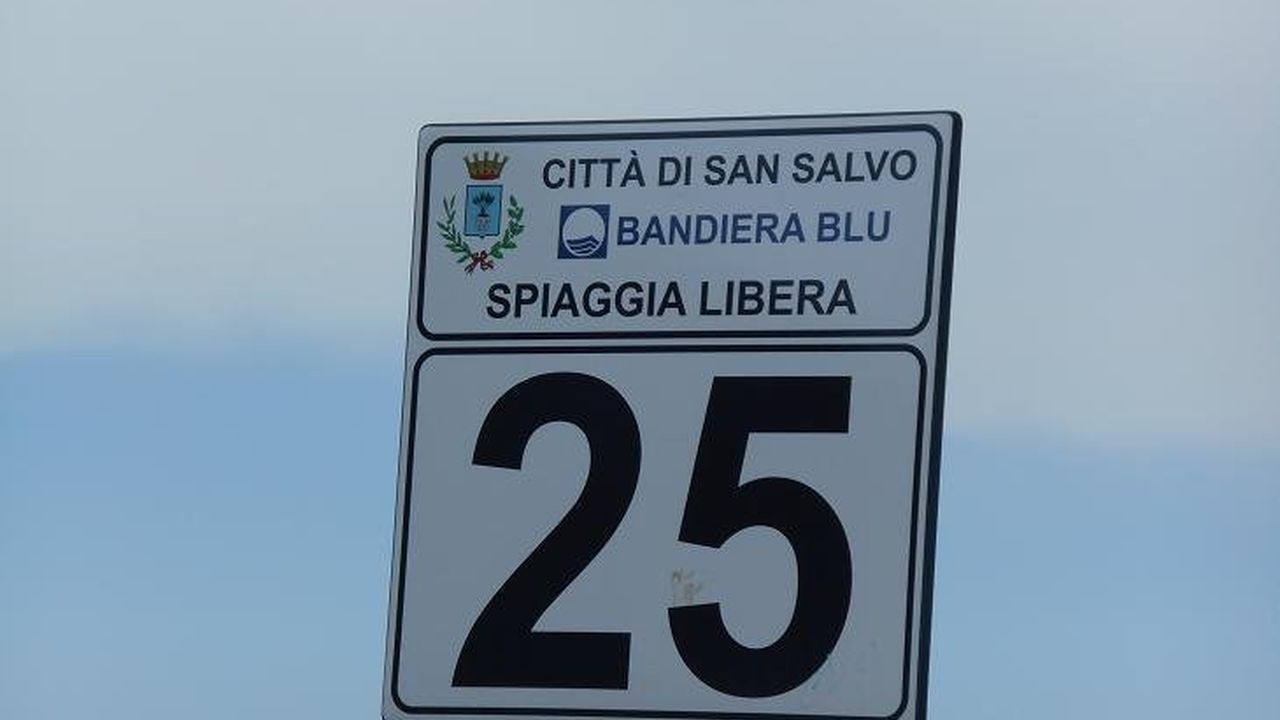 CITTÀ DI SAN SALVO
BANDIERA BLU
SPIAGGIA LIBERA
25